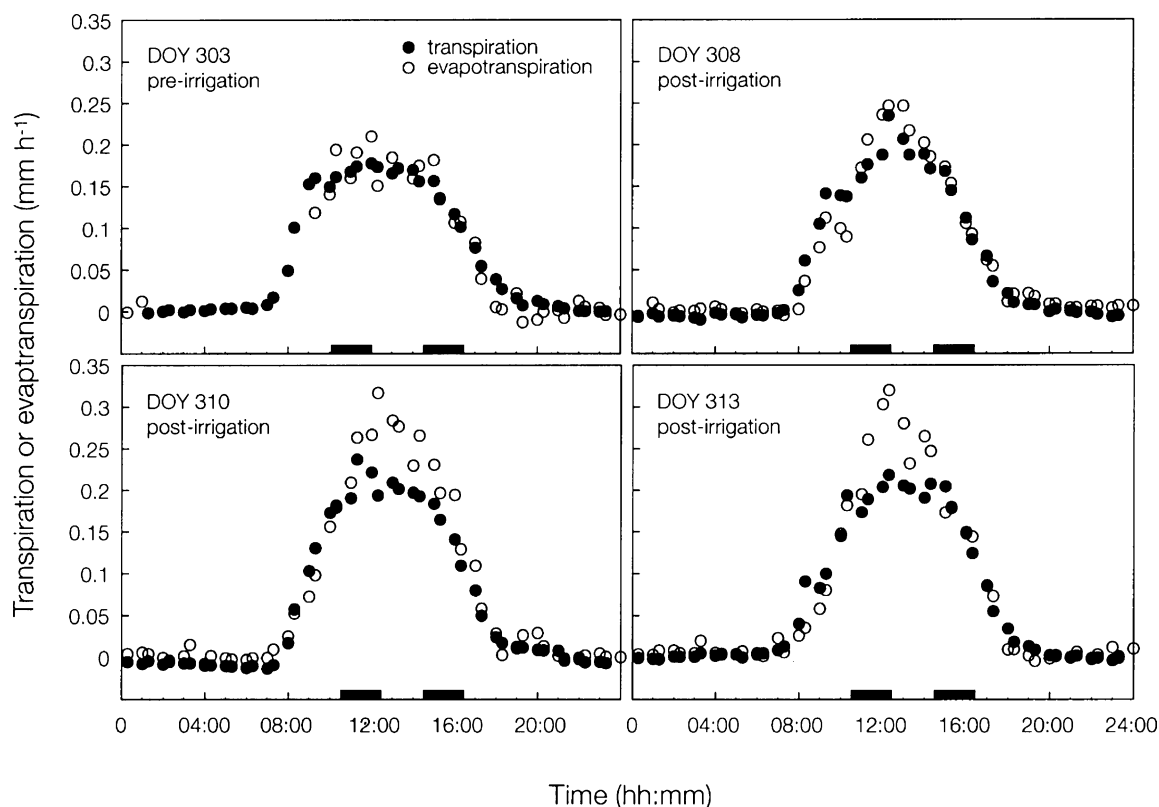 Transpiration or evaptranspiration (mm h⁻¹)
0.35
0.3
0.25
0.2
0.15
0.1
0.05
0
DOY 303
pre-irrigation
transpiration
evapotranspiration
DOY 308
post-irrigation
0.35
0.3
0.25
0.2
0.15
0.1
0.05
0
DOY 310
post-irrigation
DOY 313
post-irrigation
0 04:00 08:00 12:00 16:00 20:00 04:00 08:00 12:00 16:00 20:00 24:00
Time (hh:mm)